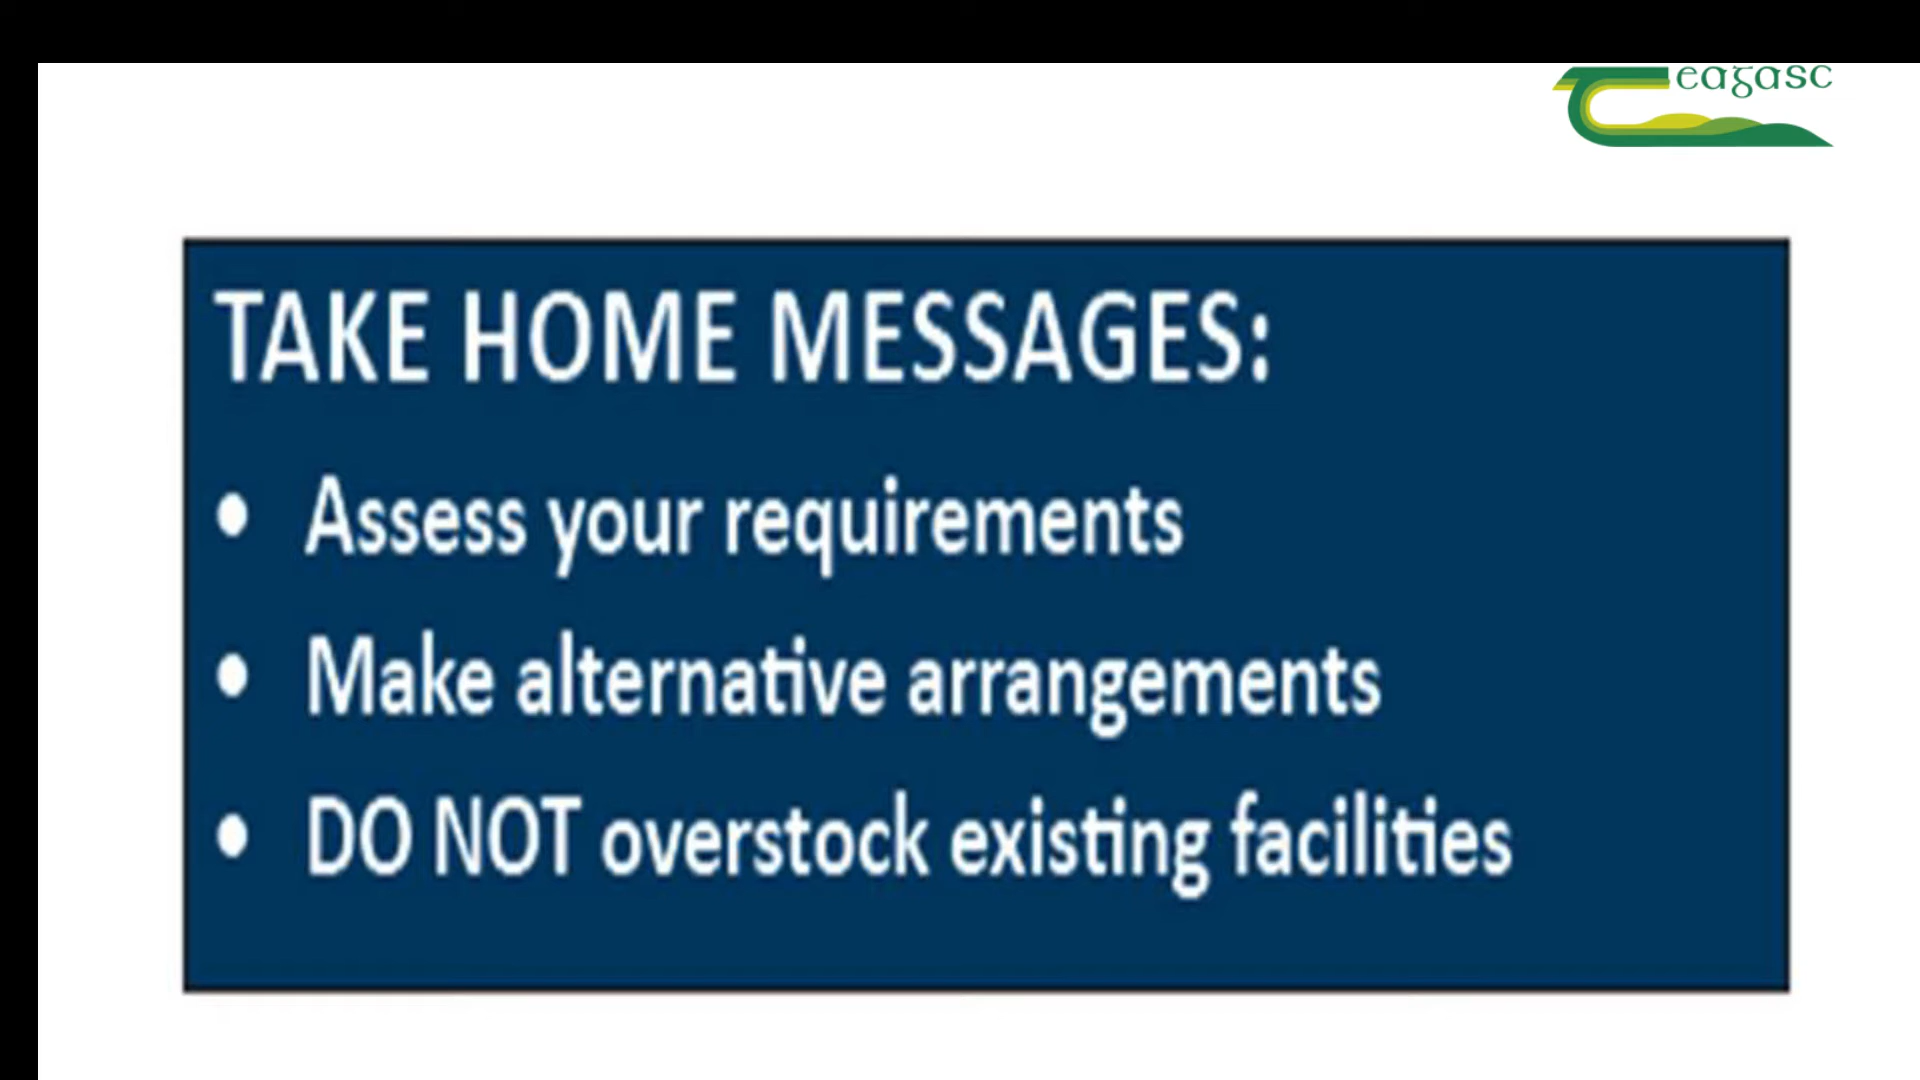 Teagasc
TAKE HOME MESSAGES:
• Assess your requirements
• Make alternative arrangements
• DO NOT overstock existing facilities